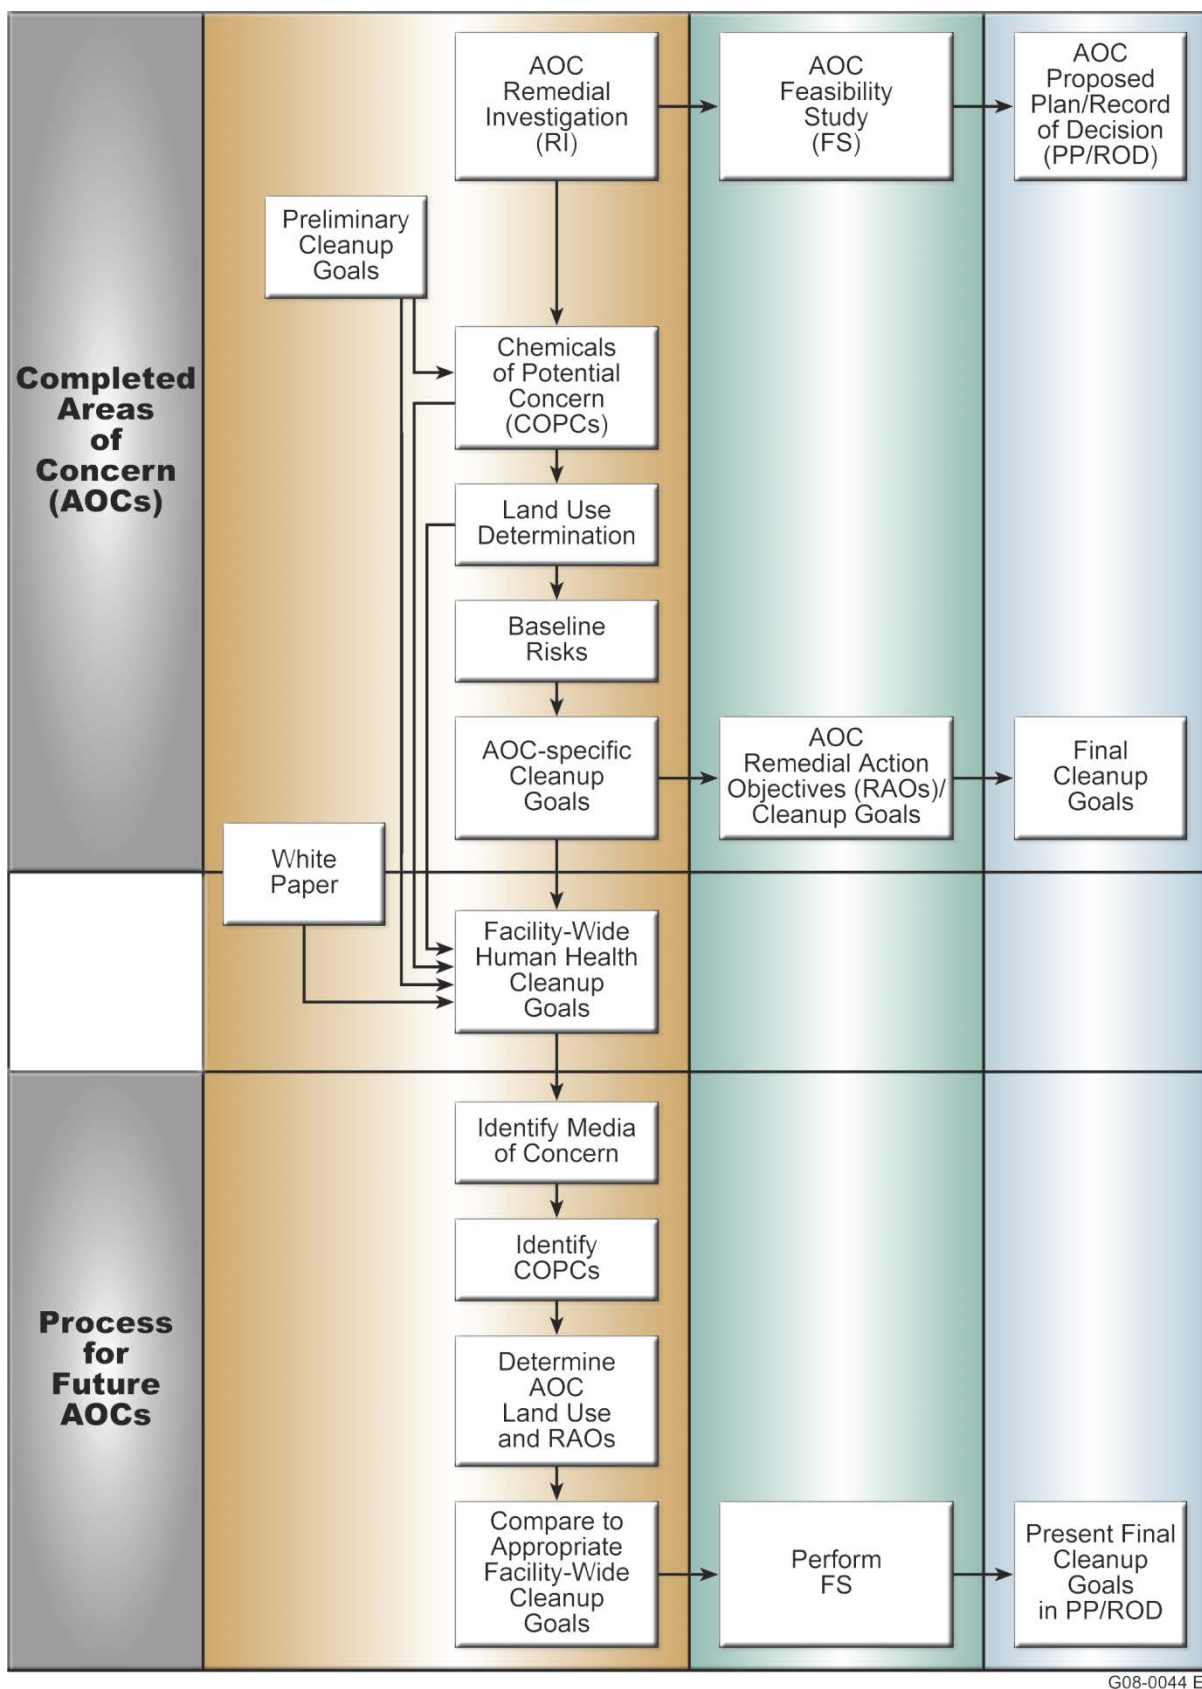 AOC
Remedial
Investigation
(RI)
AOC
Feasibility
Study
(FS)
AOC
Proposed
Plan/Record
of Decision
(PP/ROD)
Preliminary
Cleanup
Goals
Completed
Areas
of
Concern
(AOCs)
Chemicals
of Potential
Concern
(COPCs)
Land Use
Determination
Baseline
Risks
AOC-specific
Cleanup
Goals
AOC
Remedial Action
Objectives (RAOs)/
Cleanup Goals
Final
Cleanup
Goals
White
Paper
Facility-Wide
Human Health
Cleanup
Goals
Identify Media
of Concern
Identify
COPCs
Process
for
Future
AOCs
Determine
AOC
Land Use
and RAOs
Compare to
Appropriate
Facility-Wide
Cleanup
Goals
Perform
FS
Present Final
Cleanup
Goals
in PP/ROD
G08-0044 E